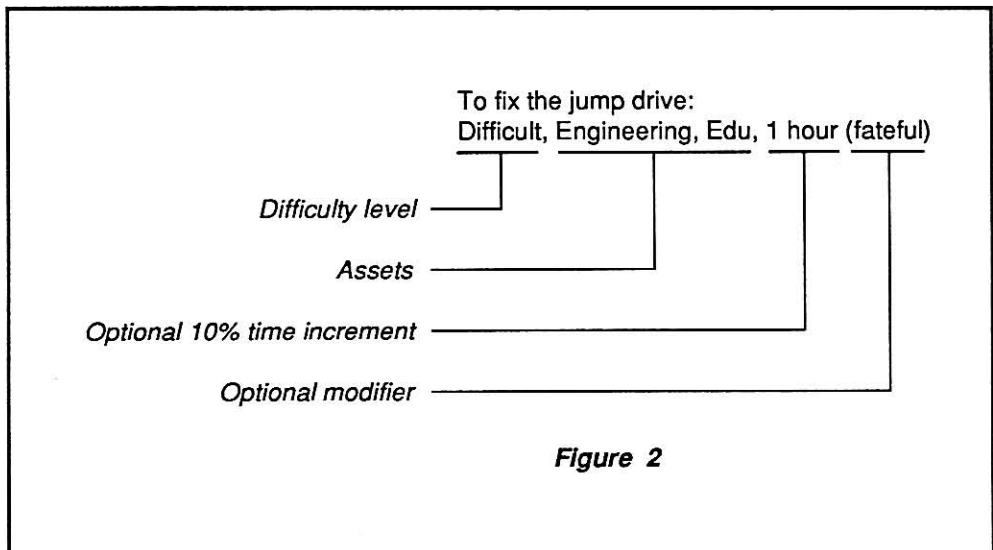 To fix the jump drive:
Difficult, Engineering, Edu, 1 hour (fateful)
Difficulty level
Assets
Optional 10% time increment
Optional modifier
Figure 2